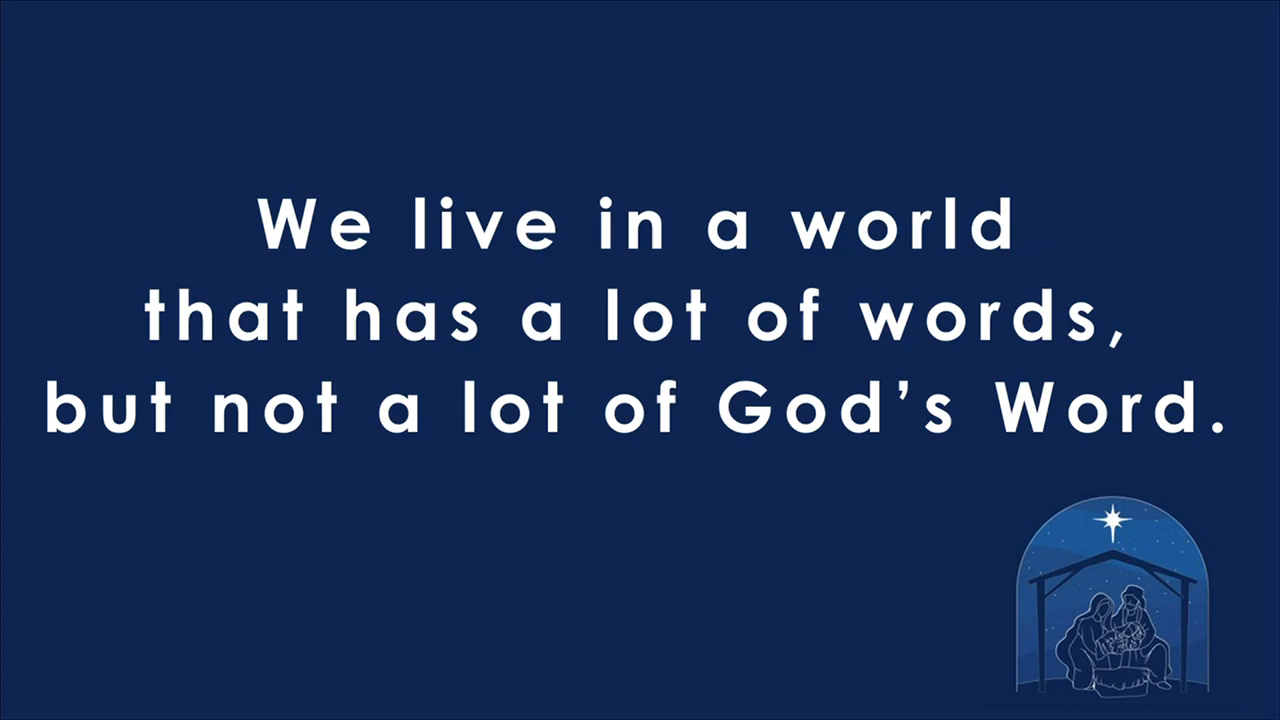 We live in a world
that has a lot of words,
but not a lot of God’s Word.